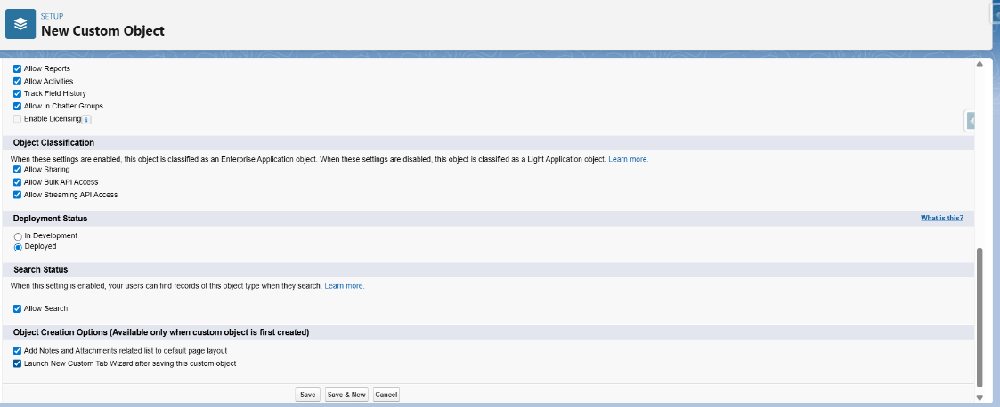 SETUP
New Custom Object
Allow Reports
Allow Activities
Track Field History
Allow in Chatter Groups
Enable Licensing i
Object Classification
When these settings are enabled, this object is classified as an Enterprise Application object. When these settings are disabled, this object is classified as a Light Application object. Learn more.
Allow Sharing
Allow Bulk API Access
Allow Streaming API Access
Deployment Status What is this?
In Development
Deployed
Search Status
When this setting is enabled, your users can find records of this object type when they search. Learn more.
Allow Search
Object Creation Options (Available only when custom object is first created)
Add Notes and Attachments related list to default page layout
Launch New Custom Tab Wizard after saving this custom object
Save Save & New Cancel